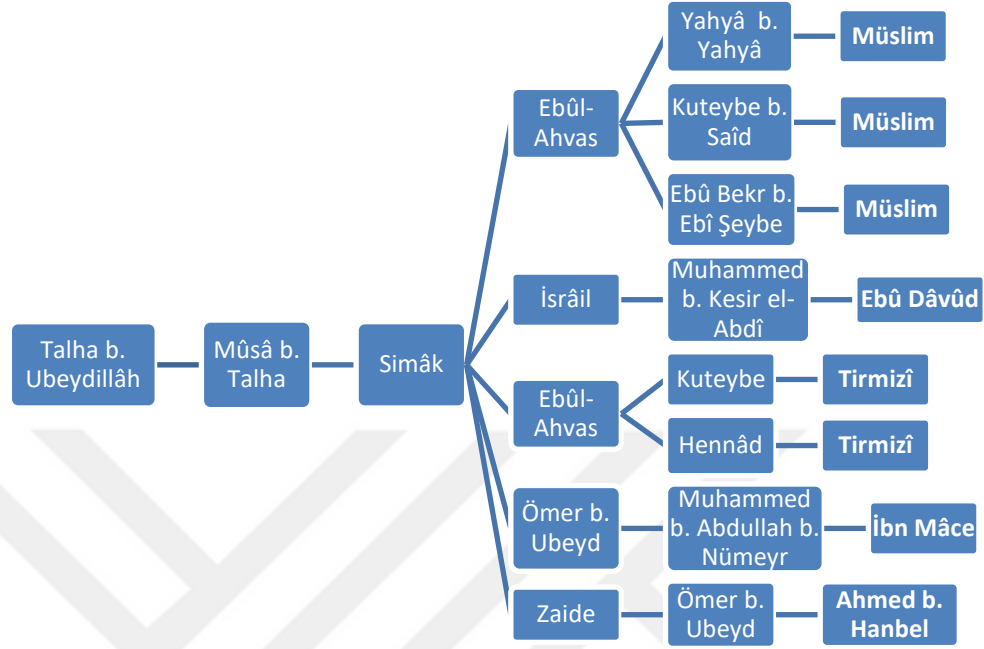 Talha b.
Ubeydillâh
Mûsâ b.
Talha
Simâk
Ebûl-
Ahvas
Yahyâ b.
Yahyâ
Müslim
Kuteybe b.
Saîd
Müslim
Ebû Bekr b.
Ebî Şeybe
Müslim
İsrâil
Muhammed
b. Kesir el-
Abdî
Ebû Dâvûd
Ebûl-
Ahvas
Kuteybe
Tirmizî
Hennâd
Tirmizî
Ömer b.
Ubeyd
Muhammed
b. Abdullah b.
Nümeyr
İbn Mâce
Zaide
Ömer b.
Ubeyd
Ahmed b.
Hanbel